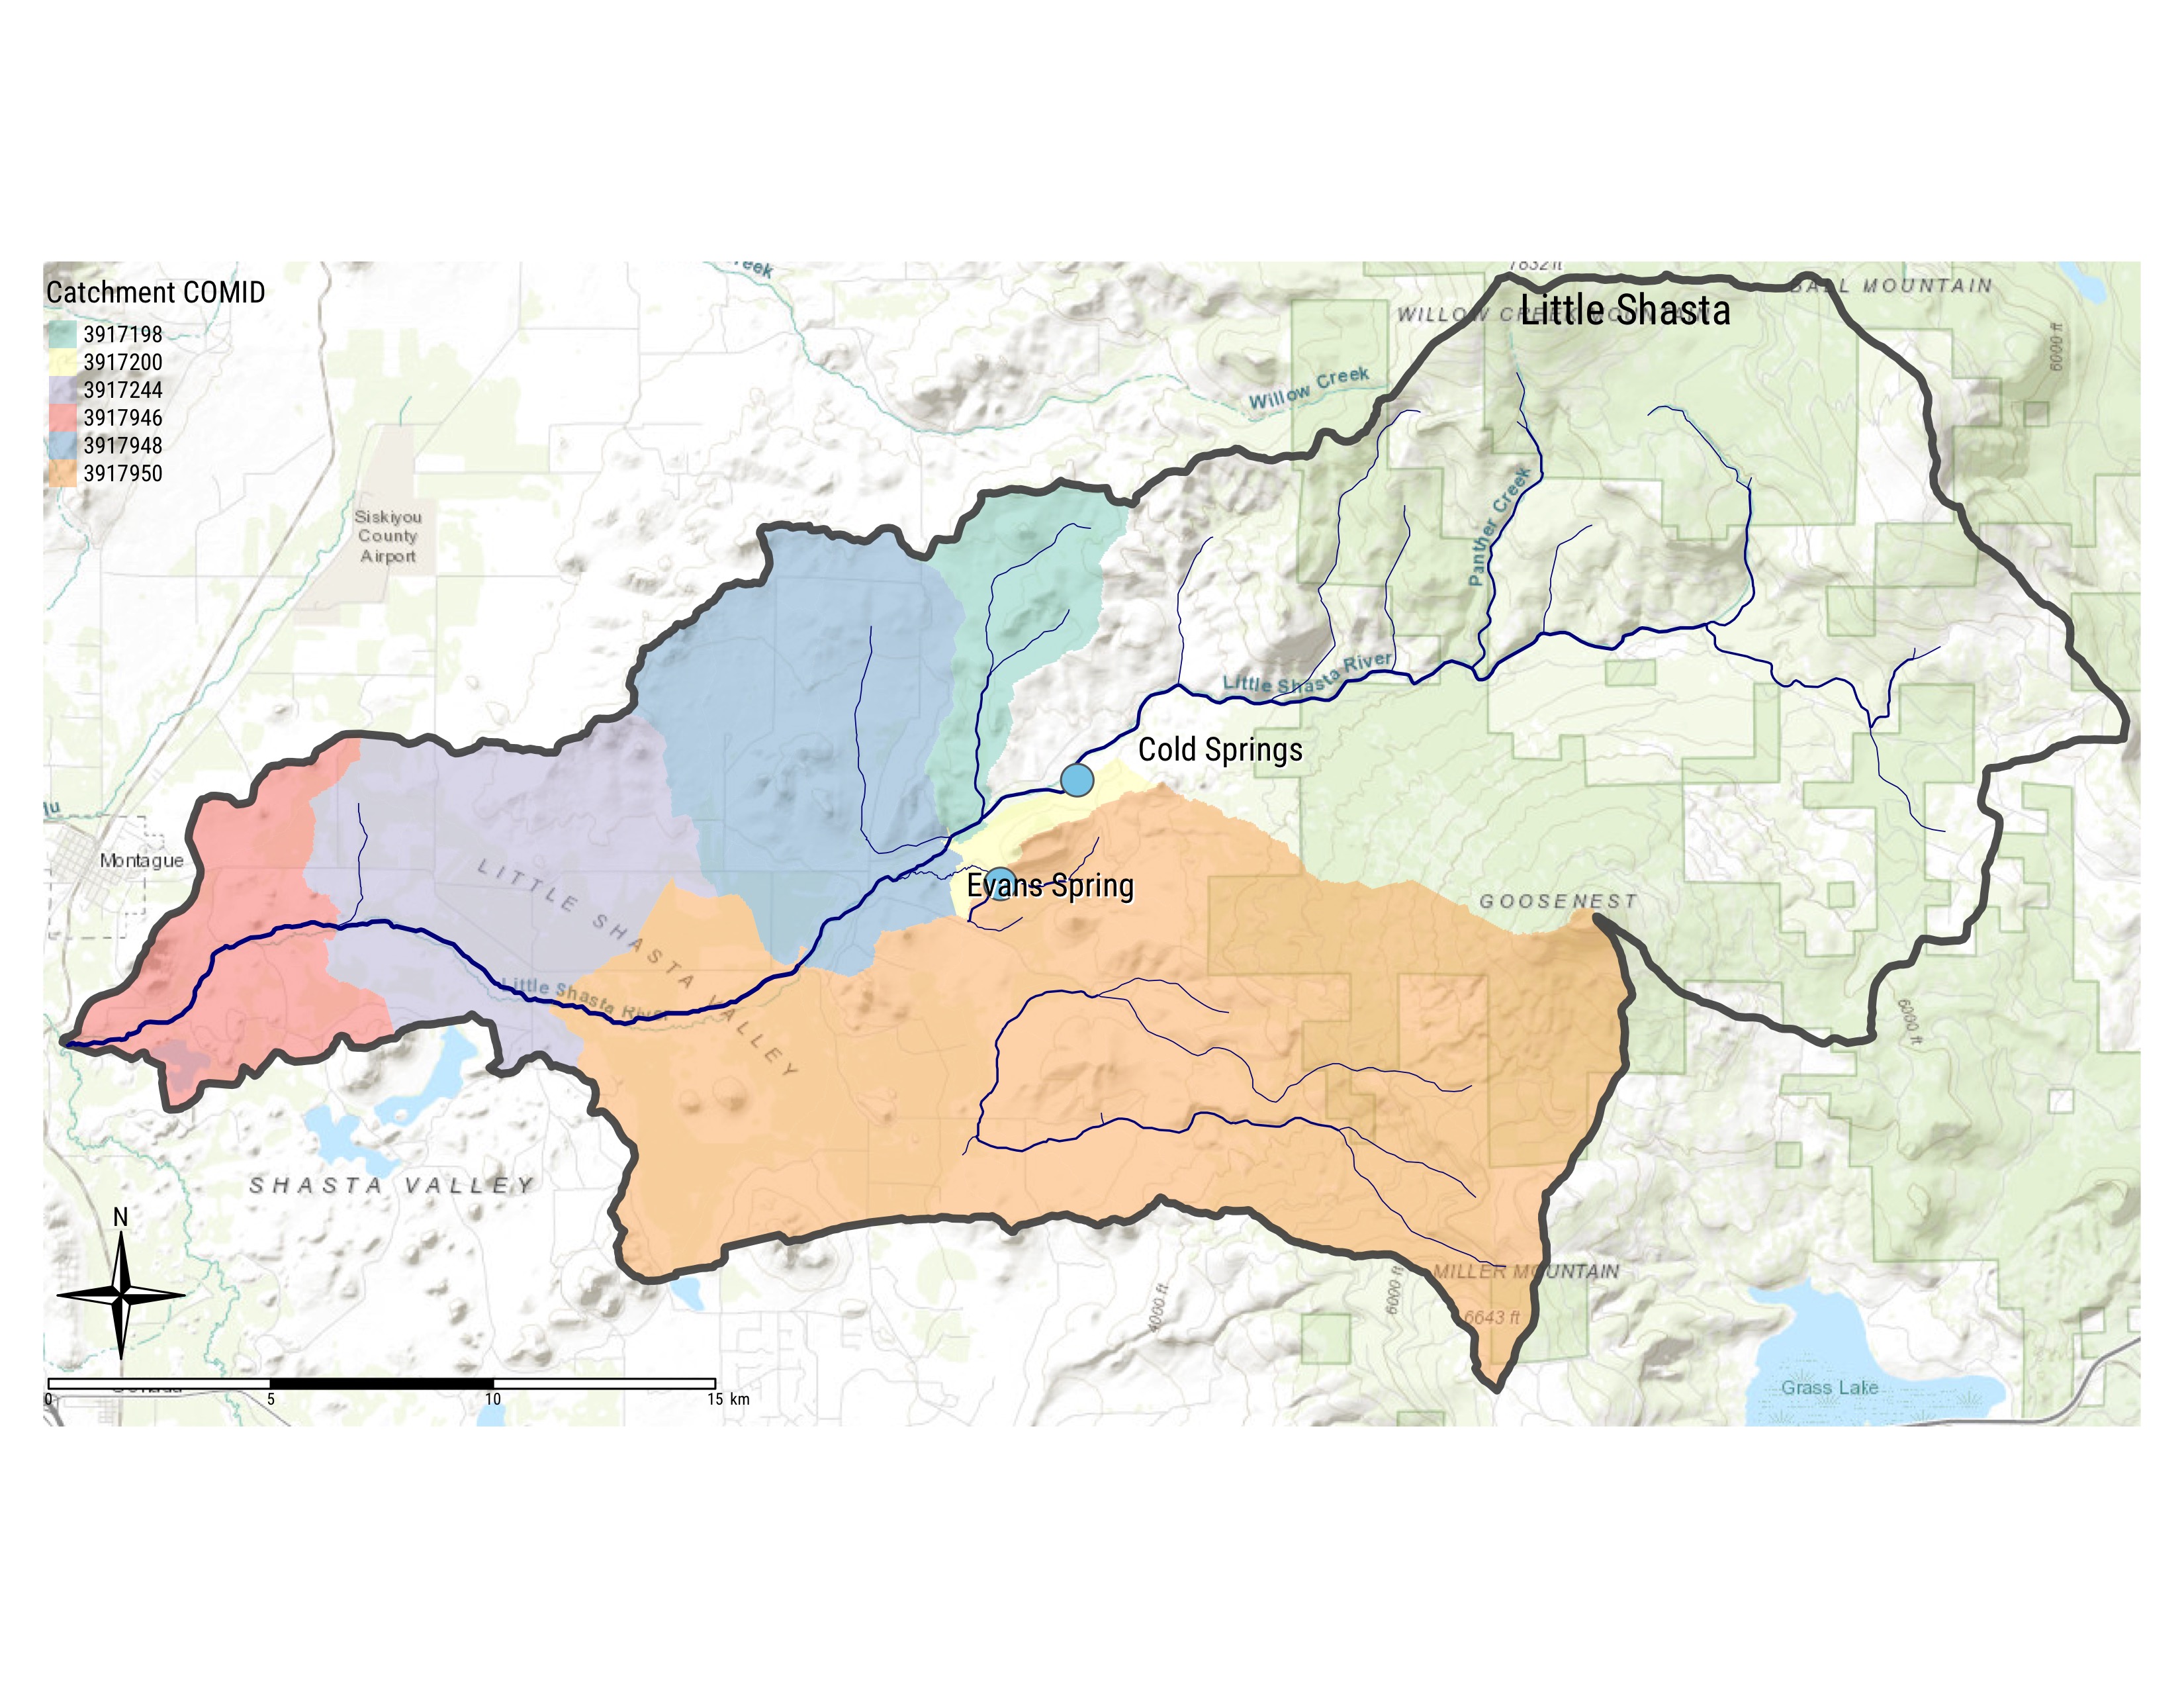 reek
7832 ft
Catchment COMID
3917198
3917200
3917244
3917946
3917948
3917950
BALL MOUNTAIN
WILLOW CREEK MOUNTAIN
Little Shasta
6000 ft
Willow Creek
Siskiyou
County
Airport
Panther Creek
Little Shasta River
Cold Springs
Montague
LITTLE SHASTA VALLEY
Evans Spring
GOOSENEST
Little Shasta River
6000 ft
SHASTA VALLEY
N
MILLER MOUNTAIN
6643 ft
4000 ft
6000 ft
Grass Lake
0 5 10 15 km